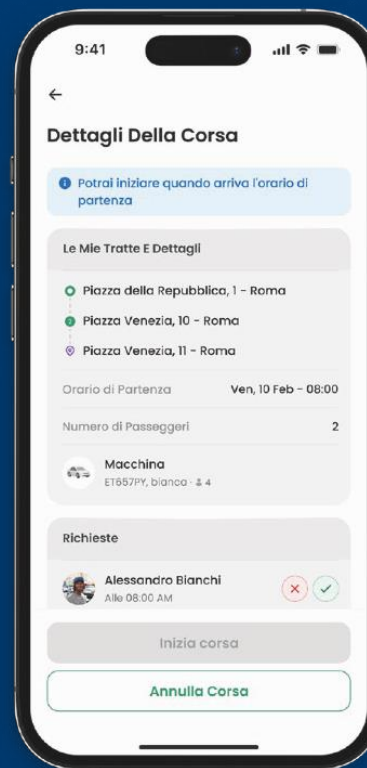 9:41
Dettagli Della Corsa
Potrai iniziare quando arriva l'orario di
partenza
Le Mie Tratte E Dettagli
Piazza della Repubblica, 1 - Roma
Piazza Venezia, 10 - Roma
Piazza Venezia, 11 - Roma
Orario di Partenza Ven, 10 Feb - 08:00
Numero di Passeggeri 2
Macchina
ET657PY, bianca · 4
Richieste
Alessandro Bianchi
Alle 08:00 AM
Inizia corsa
Annulla Corsa